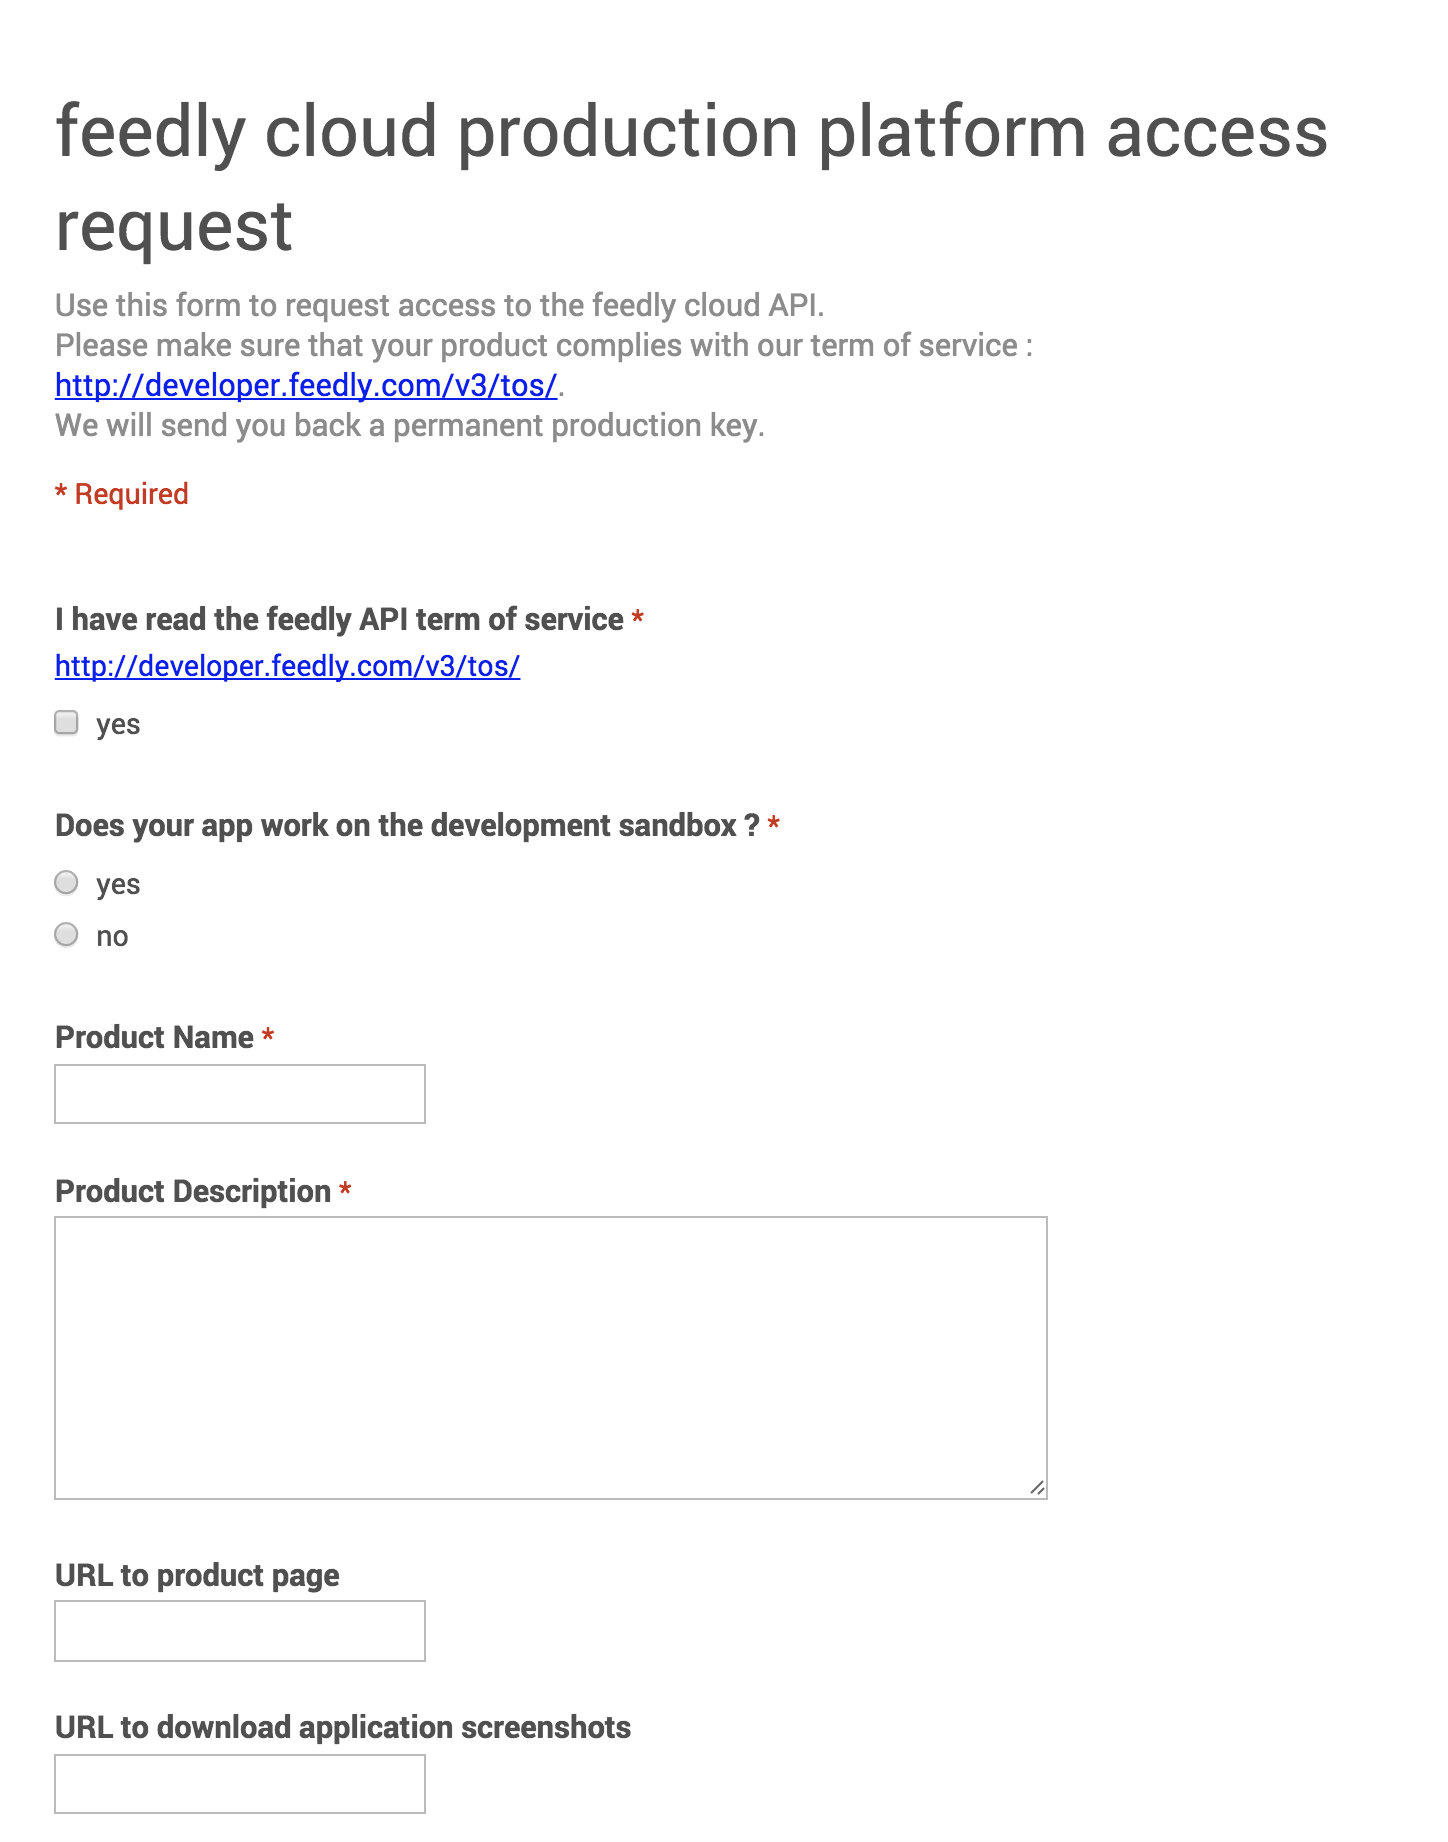 feedly cloud production platform access
request
Use this form to request access to the feedly cloud API.
Please make sure that your product complies with our term of service :
http://developer.feedly.com/v3/tos/.
We will send you back a permanent production key.
* Required
I have read the feedly API term of service *
http://developer.feedly.com/v3/tos/
yes
Does your app work on the development sandbox ? *
yes
no
Product Name *
Product Description *
URL to product page
URL to download application screenshots